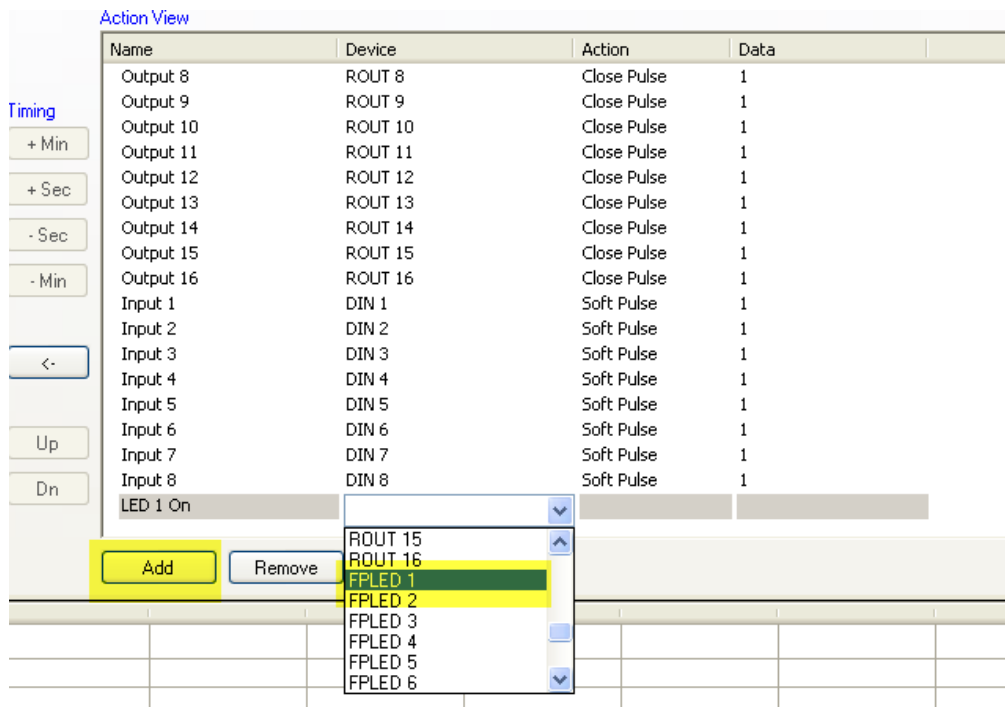 Action View
Name Device Action Data
Output 8 ROUT 8 Close Pulse 1
Output 9 ROUT 9 Close Pulse 1
Output 10 ROUT 10 Close Pulse 1
Output 11 ROUT 11 Close Pulse 1
Output 12 ROUT 12 Close Pulse 1
Output 13 ROUT 13 Close Pulse 1
Output 14 ROUT 14 Close Pulse 1
Output 15 ROUT 15 Close Pulse 1
Output 16 ROUT 16 Close Pulse 1
Input 1 DIN 1 Soft Pulse 1
Input 2 DIN 2 Soft Pulse 1
Input 3 DIN 3 Soft Pulse 1
Input 4 DIN 4 Soft Pulse 1
Input 5 DIN 5 Soft Pulse 1
Input 6 DIN 6 Soft Pulse 1
Input 7 DIN 7 Soft Pulse 1
Input 8 DIN 8 Soft Pulse 1
LED 1 On
Timing
+ Min
+ Sec
- Sec
- Min
<-
Up
Dn
Add Remove
ROUT 15
ROUT 16
FPLED 1
FPLED 2
FPLED 3
FPLED 4
FPLED 5
FPLED 6